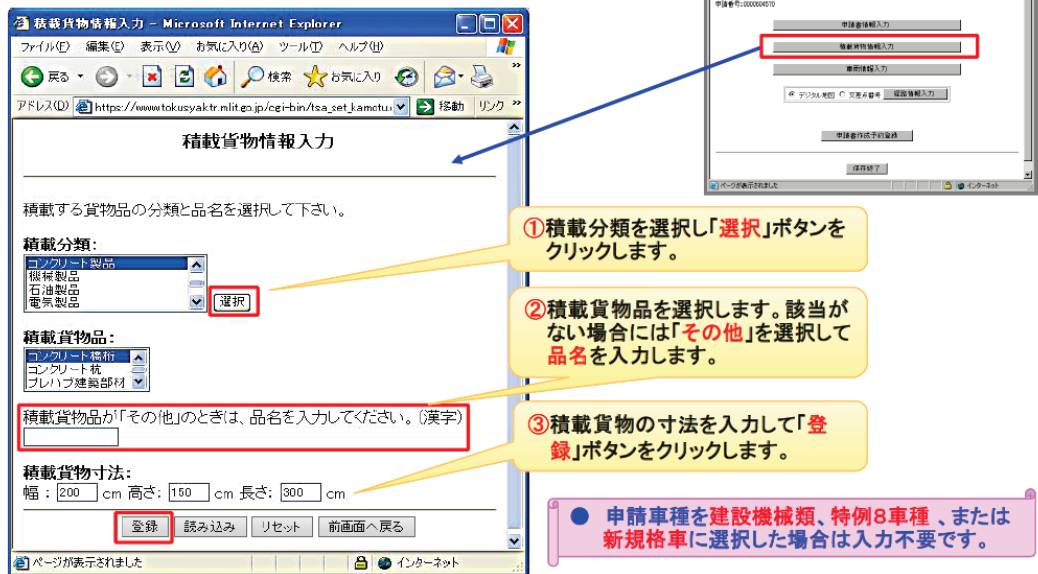 積載貨物情報入力 - Microsoft Internet Explorer
ファイル(F) 編集(E) 表示(V) お気に入り(A) ツール(T) ヘルプ(H)
戻る 検索 お気に入り
アドレス(D) https://www.tokusya.ktr.mlit.go.jp/cgi-bin/tsa_set_kamotu. 移動 リンク
積載貨物情報入力
積載する貨物品の分類と品名を選択して下さい。
積載分類:
コンクリート製品
機械製品
石油製品
電気製品
選択
積載貨物品:
コンクリート橋桁
コンクリート杭
プレハブ建築部材
積載貨物品が「その他」のときは、品名を入力してください。(漢字)
積載貨物寸法:
幅: 200 cm 高さ: 150 cm 長さ: 300 cm
登録 読み込み リセット 前画面へ戻る
ページが表示されました インターネット
申請番号:0000604570
申請書情報入力
積載貨物情報入力
車両情報入力
デジタル地図 交差点番号 経路情報入力
申請書作成予約登録
保存終了
ページが表示されました インターネット
①積載分類を選択し「選択」ボタンを
クリックします。
②積載貨物品を選択します。該当が
ない場合には「その他」を選択して
品名を入力します。
③積載貨物の寸法を入力して「登
録」ボタンをクリックします。
● 申請車種を建設機械類、特例8車種 、または
新規格車に選択した場合は入力不要です。